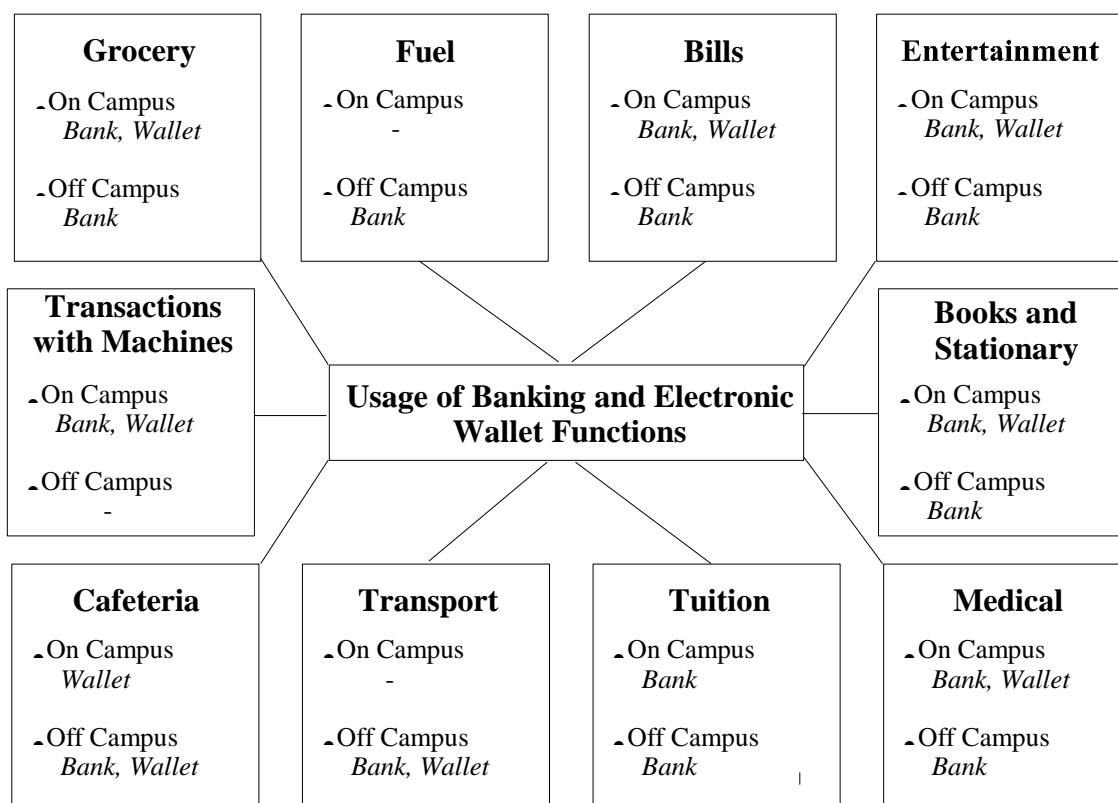 Grocery
On Campus
Bank, Wallet
Off Campus
Bank
Fuel
On Campus
-
Off Campus
Bank
Bills
On Campus
Bank, Wallet
Off Campus
Bank
Entertainment
On Campus
Bank, Wallet
Off Campus
Bank
Transactions
with Machines
On Campus
Bank, Wallet
Off Campus
-
Usage of Banking and Electronic
Wallet Functions
Books and
Stationary
On Campus
Bank, Wallet
Off Campus
Bank
Cafeteria
On Campus
Wallet
Off Campus
Bank, Wallet
Transport
On Campus
-
Off Campus
Bank, Wallet
Tuition
On Campus
Bank
Off Campus
Bank
Medical
On Campus
Bank, Wallet
Off Campus
Bank